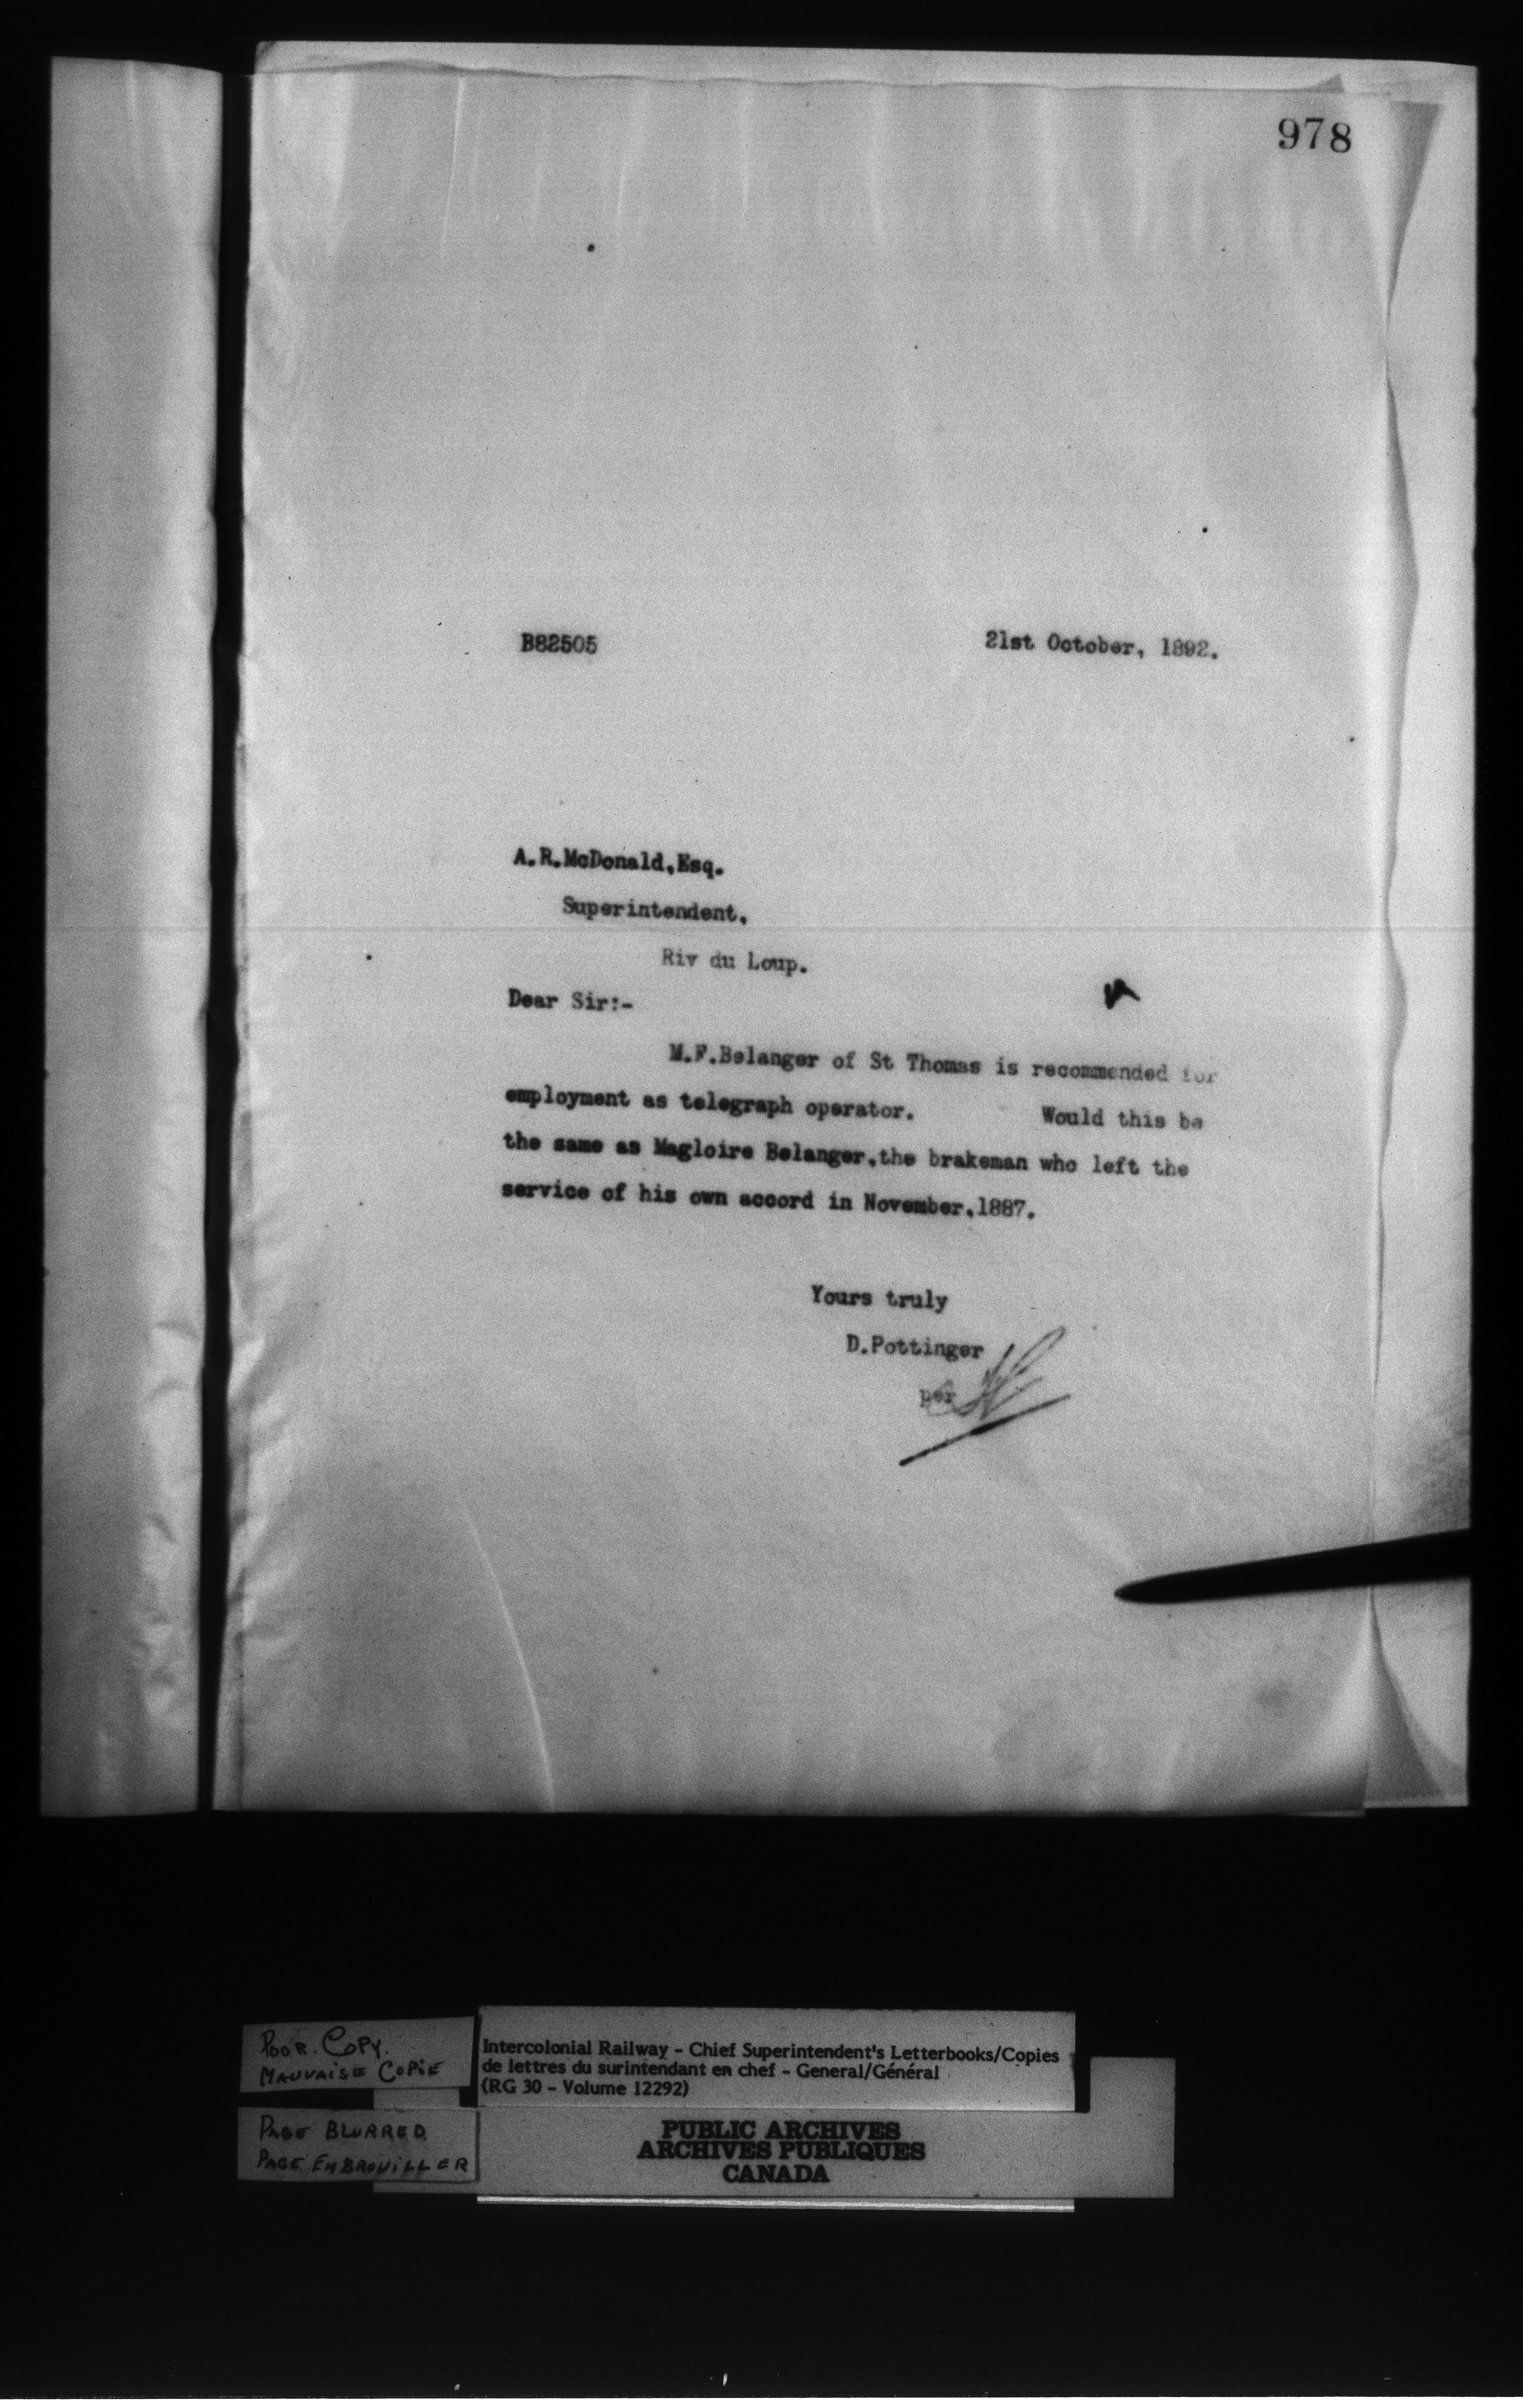 978
B82505 21st October, 1892.
A.R.McDonald,Esq.
Superintendent,
Riv du Loup.
Dear Sir:-
M.F.Belanger of St Thomas is recommended for
employment as telegraph operator. Would this be
the same as Magloire Belanger,the brakeman who left the
service of his own accord in November,1887.
Yours truly
D.Pottinger
per
POOR. COPY.
MAUVAISE COPiE
PAGE BLURRED
PAGE EMBROUiLLER
Intercolonial Railway - Chief Superintendent's Letterbooks/Copies
de lettres du surintendant en chef - General/Général
(RG 30 - Volume 12292)
PUBLIC ARCHIVES
ARCHIVES PUBLIQUES
CANADA